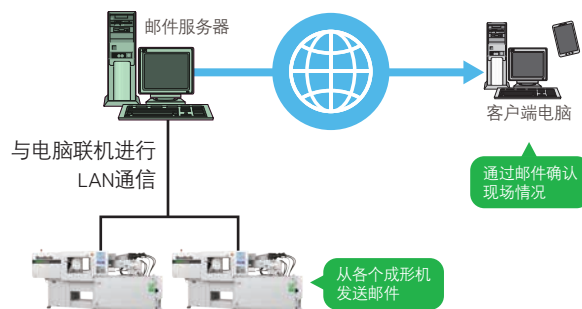 邮件服务器
客户端电脑
与电脑联机进行
LAN通信
通过邮件确认
现场情况
从各个成形机
发送邮件